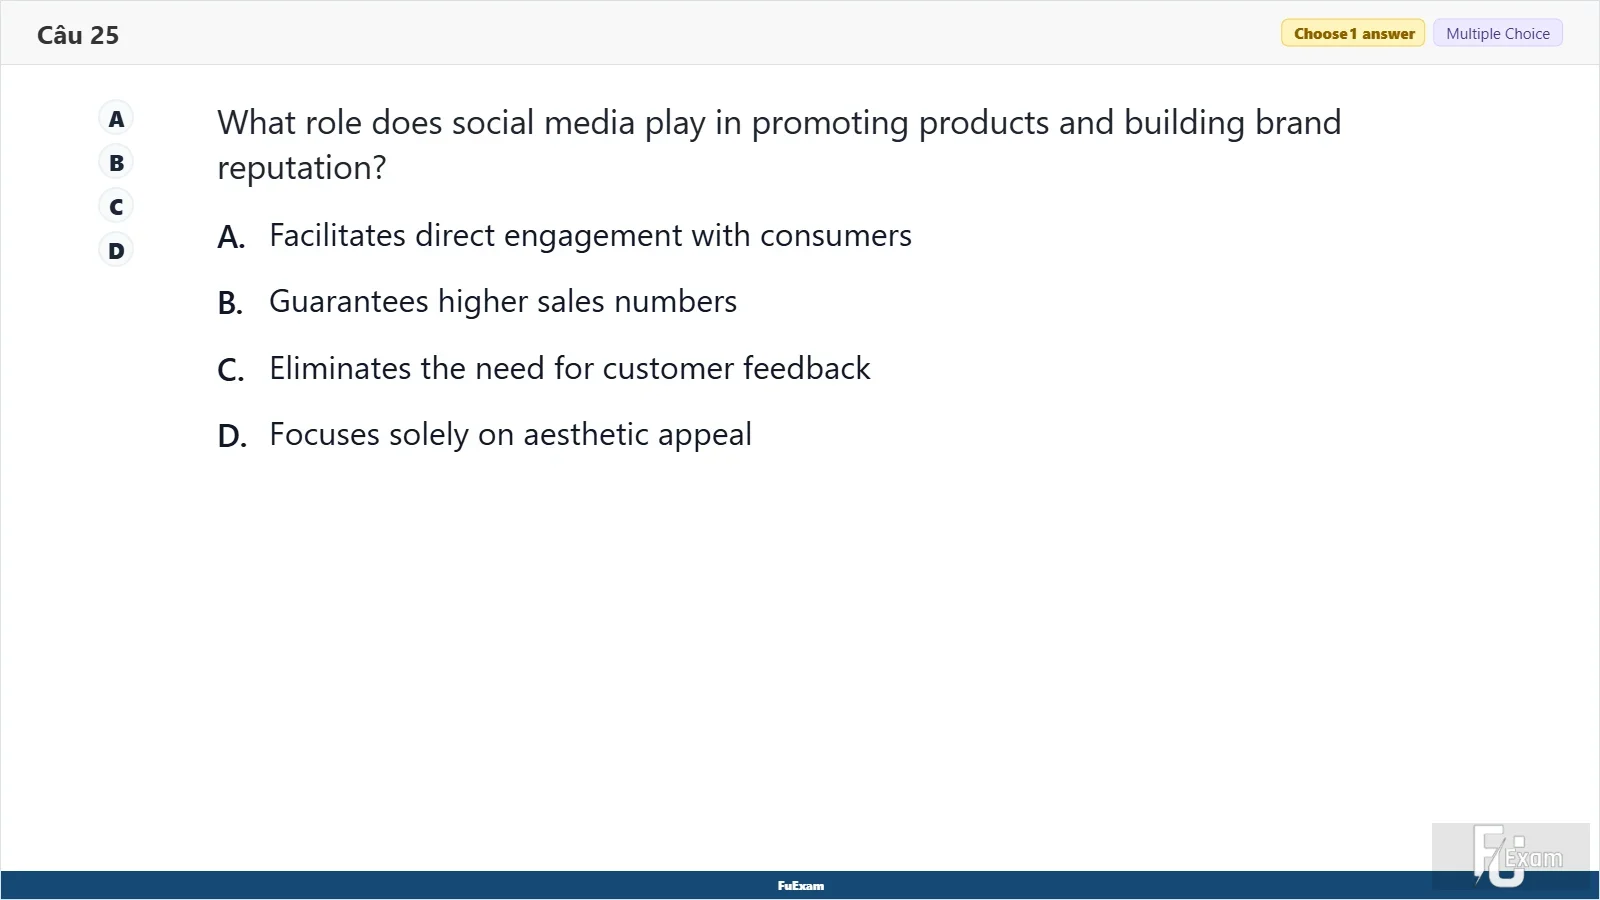 Câu 25
Choose 1 answer
Multiple Choice
A
B
C
D
What role does social media play in promoting products and building brand
reputation?
A. Facilitates direct engagement with consumers
B. Guarantees higher sales numbers
C. Eliminates the need for customer feedback
D. Focuses solely on aesthetic appeal
FU Exam
FuExam